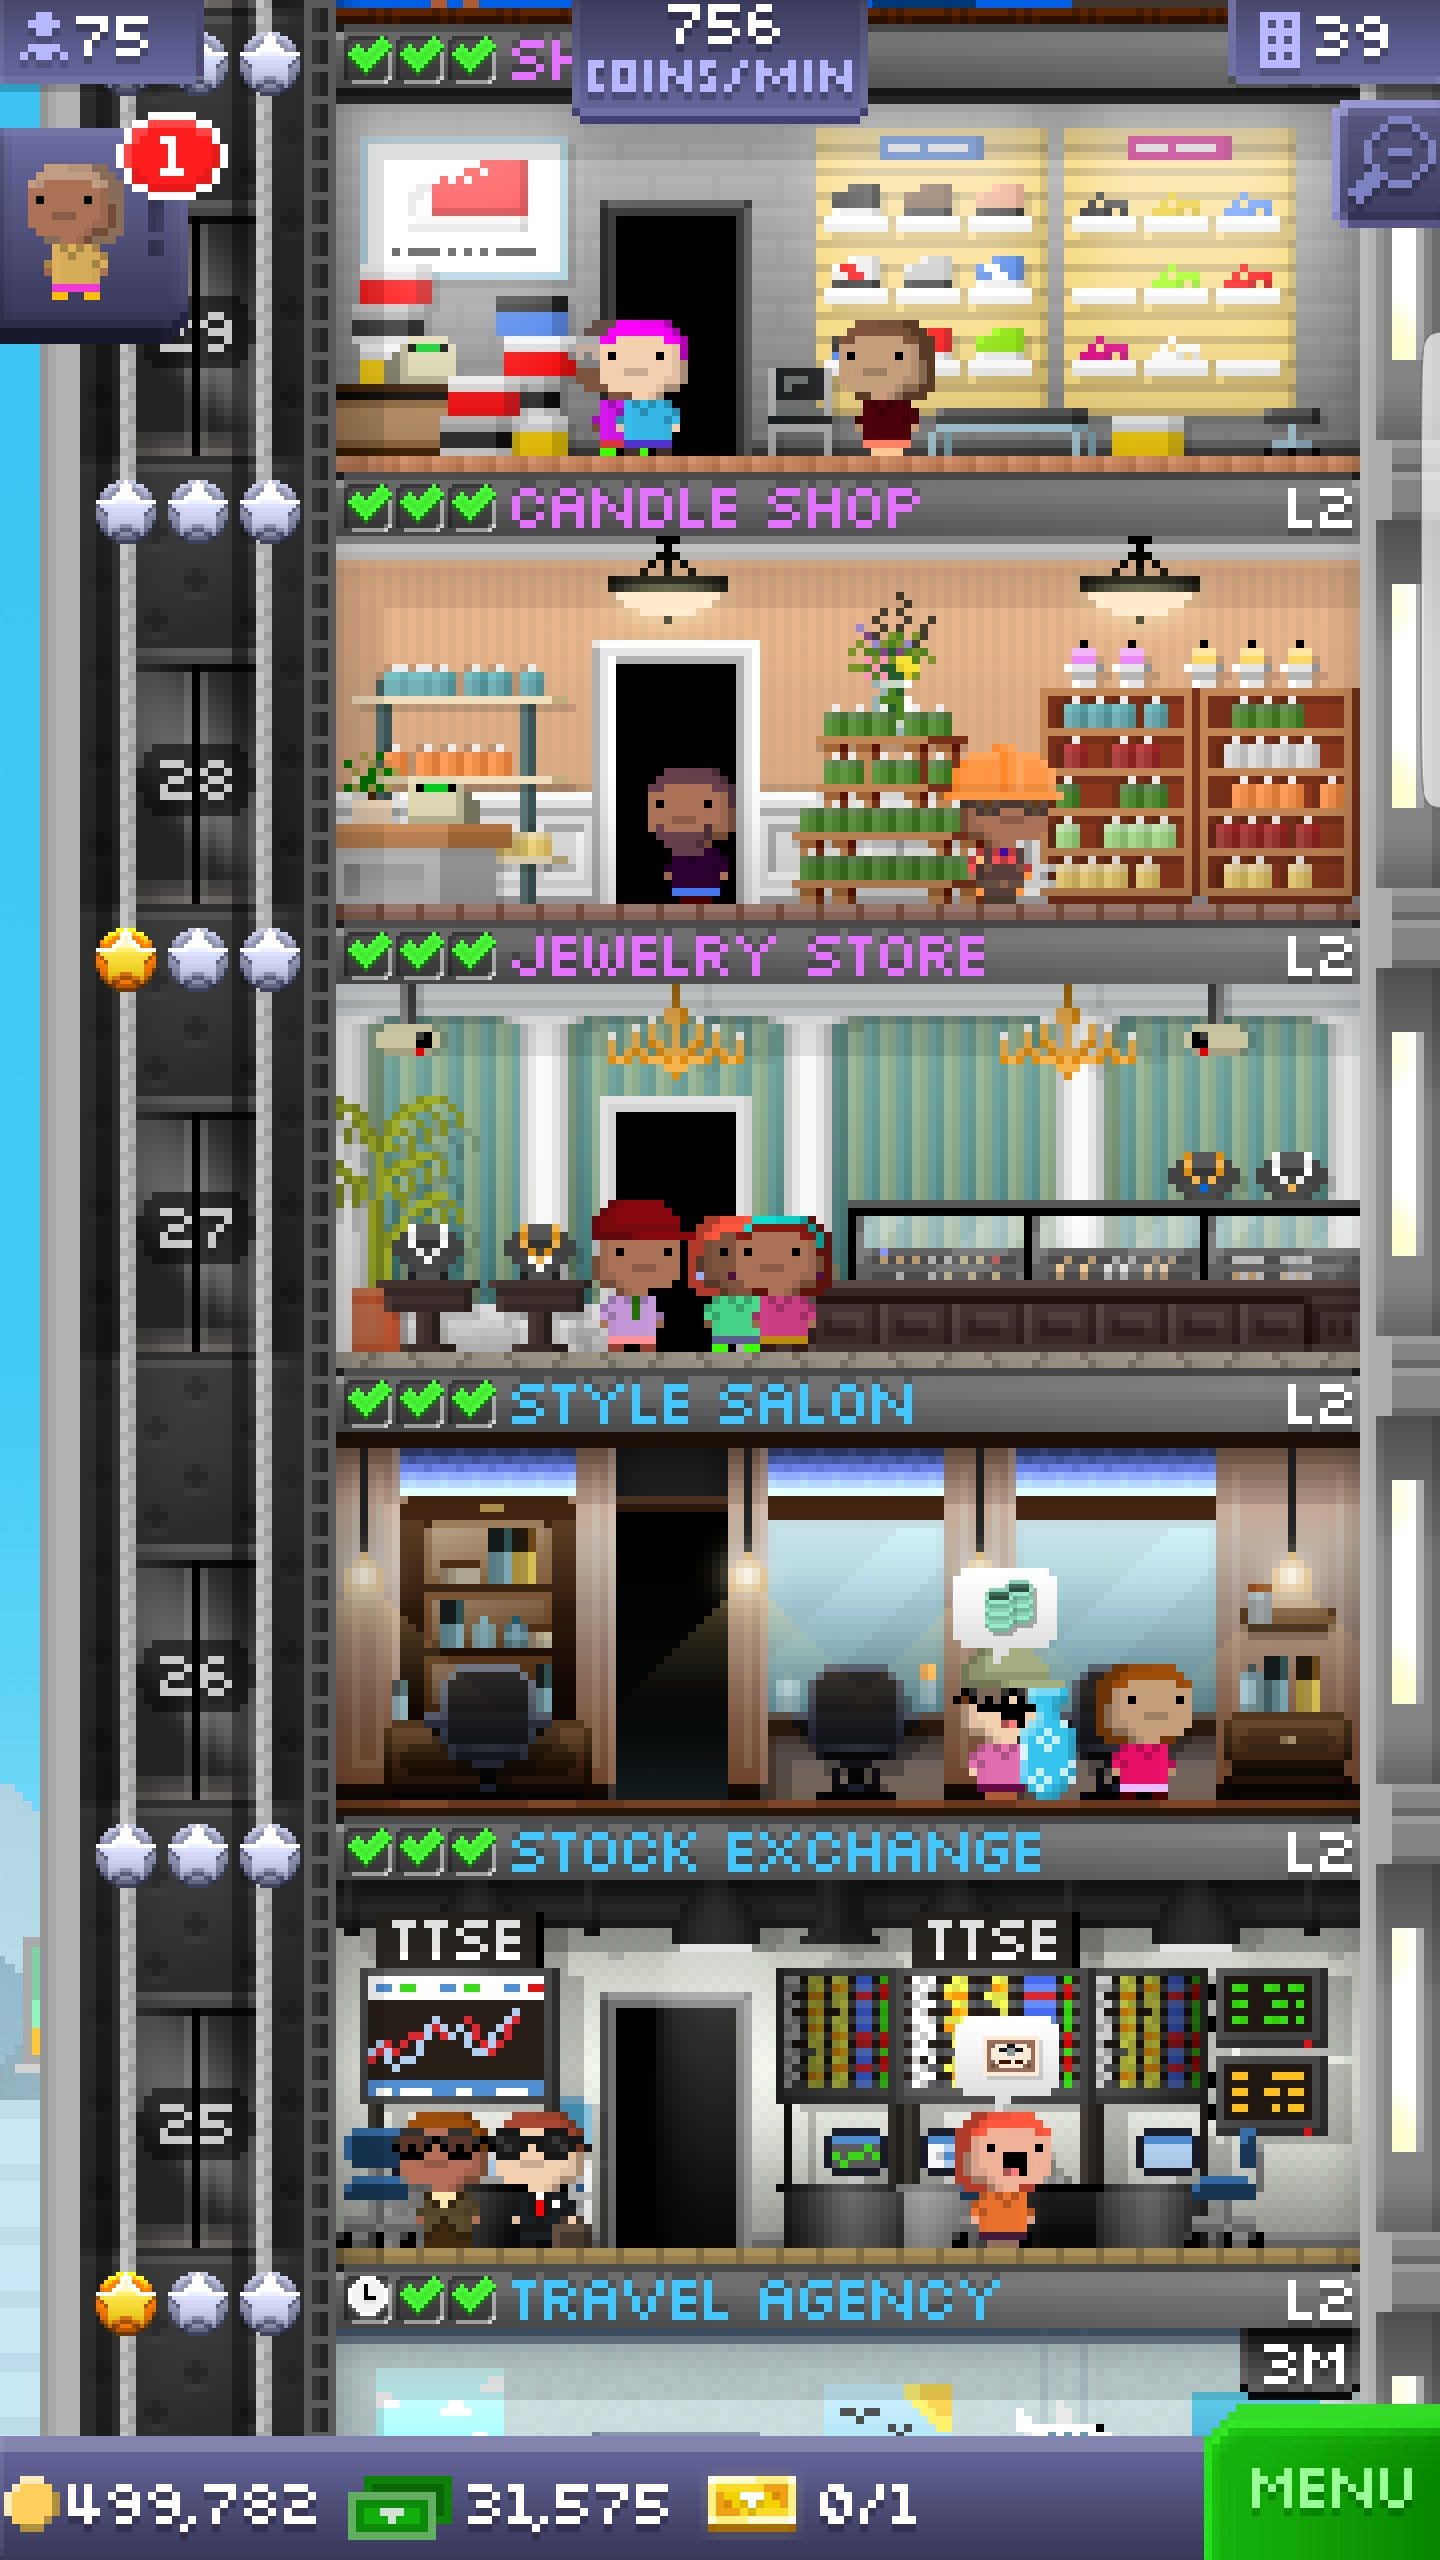 75
756
COINS/MIN
39
1
SH
29
CANDLE SHOP L2
28
JEWELRY STORE L2
27
STYLE SALON L2
26
STOCK EXCHANGE L2
TTSE TTSE
25
TRAVEL AGENCY L2
3M
499,782 31,575 0/1 MENU